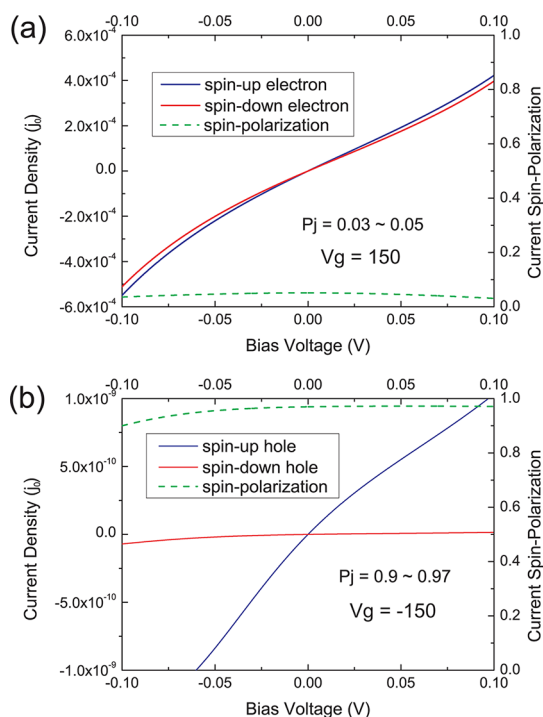 (a)
-0.10 -0.05 0.00 0.05 0.10
6.0x10⁻⁴ 1.0
4.0x10⁻⁴ 0.8
2.0x10⁻⁴ 0.6
0.0
-2.0x10⁻⁴ 0.4
-4.0x10⁻⁴ 0.2
-6.0x10⁻⁴ 0.0
Current Density (j₀)
Current Spin-Polarization
spin-up electron
spin-down electron
spin-polarization
Pj = 0.03 ~ 0.05
Vg = 150
-0.10 -0.05 0.00 0.05 0.10
Bias Voltage (V)
(b)
-0.10 -0.05 0.00 0.05 0.10
1.0x10⁻⁹ 1.0
5.0x10⁻¹⁰ 0.8
0.6
0.0
-5.0x10⁻¹⁰ 0.4
0.2
-1.0x10⁻⁹ 0.0
Current Density (j₀)
Current Spin-Polarization
spin-up hole
spin-down hole
spin-polarization
Pj = 0.9 ~ 0.97
Vg = -150
-0.10 -0.05 0.00 0.05 0.10
Bias Voltage (V)